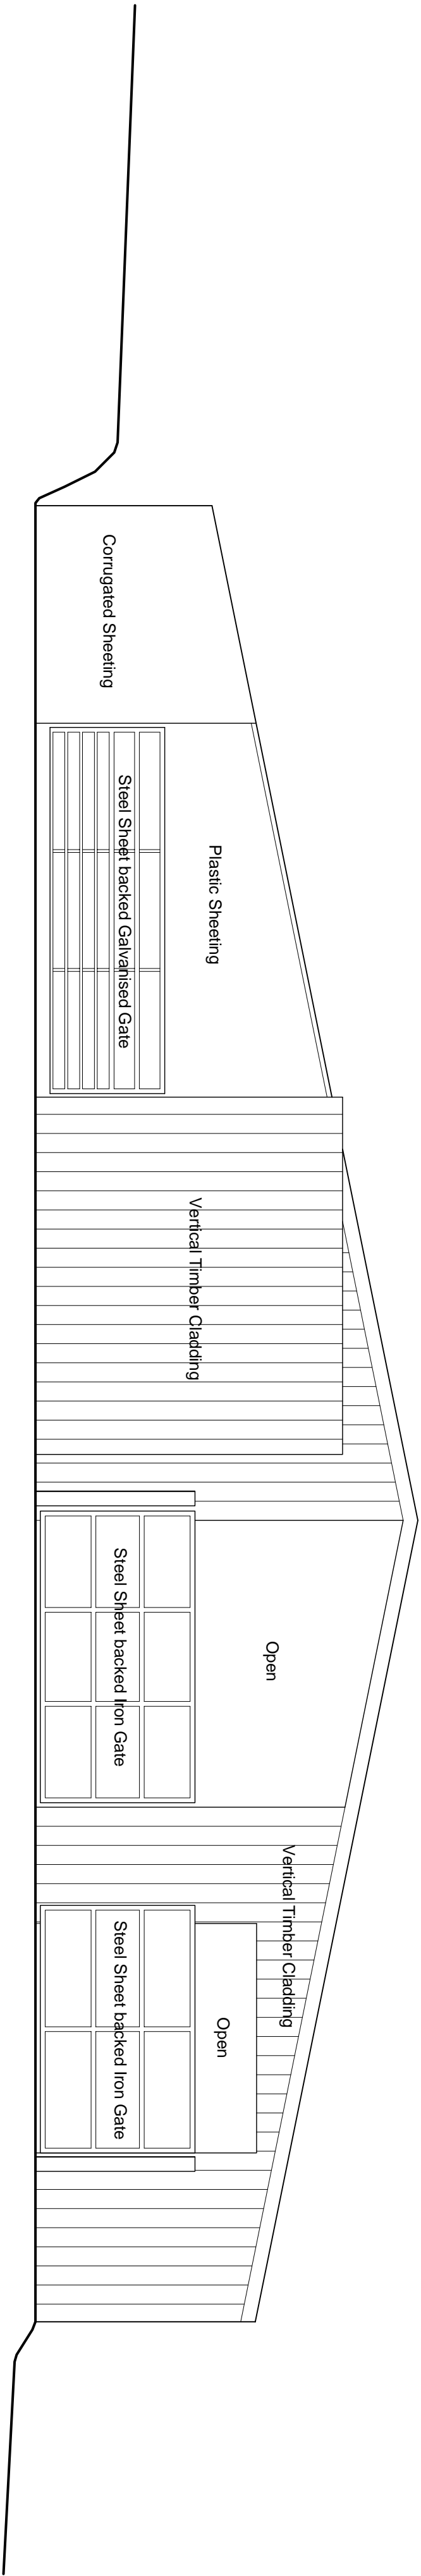 Corrugated Sheeting
Plastic Sheeting
Steel Sheet backed Galvanised Gate
Vertical Timber Cladding
Open
Steel Sheet backed Iron Gate
Vertical Timber Cladding
Open
Steel Sheet backed Iron Gate